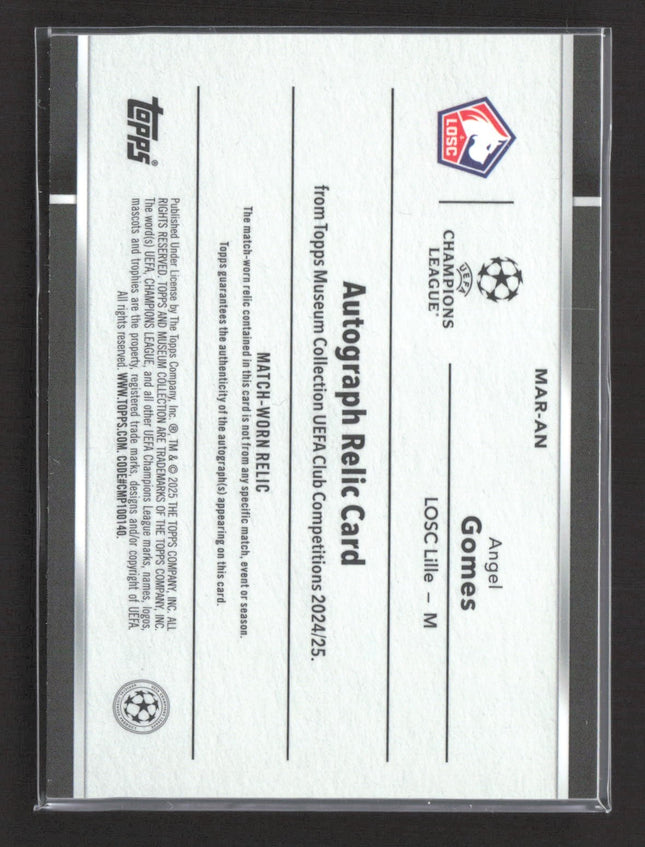 MAR-AN
LOSC
UEFA
CHAMPIONS
LEAGUE®
Angel
Gomes
LOSC Lille – M
Autograph Relic Card
from Topps Museum Collection UEFA Club Competitions 2024/25.
MATCH-WORN RELIC
The match-worn relic contained in this card is not from any specific match, event or season.
Topps guarantees the authenticity of the autograph(s) appearing on this card.
topps®
Published Under License by The Topps Company, Inc. ®, TM & © 2025 THE TOPPS COMPANY, INC. ALL
RIGHTS RESERVED. TOPPS AND MUSEUM COLLECTION ARE TRADEMARKS OF THE TOPPS COMPANY, INC.
The word(s) UEFA, CHAMPIONS LEAGUE, and all other UEFA Champions League marks, names, logos,
mascots and trophies are the property, registered trade marks, designs and/or copyright of UEFA.
All rights reserved. WWW.TOPPS.COM. CODE#CMP100140.